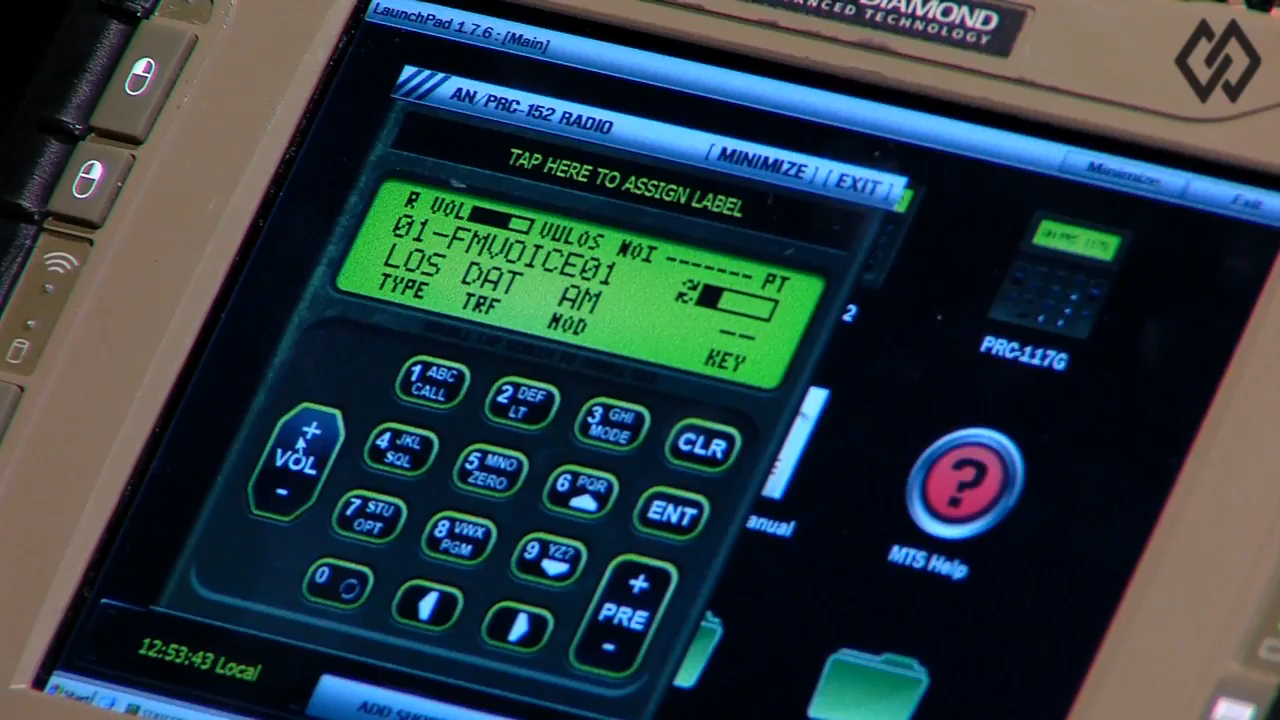 DIAMOND
ADVANCED TECHNOLOGY
LaunchPad 1.7.6 : [Main]
Minimize
Exit
AN/PRC-152 RADIO
[ MINIMIZE ] [ EXIT ]
TAP HERE TO ASSIGN LABEL
R VOL VULOS NOI ------- PT
01-FMVOICE01
LOS DAT AM
TYPE TRF MOD KEY
2
PRC-117G
1 ABC CALL
2 DEF LT
3 GHI MODE
CLR
+ VOL -
4 JKL SQL
5 MNO ZERO
6 PQR
ENT
7 STU OPT
8 VWX PGM
9 YZ?
0
+ PRE -
anual
?
MTS Help
12:53:43 Local
Start